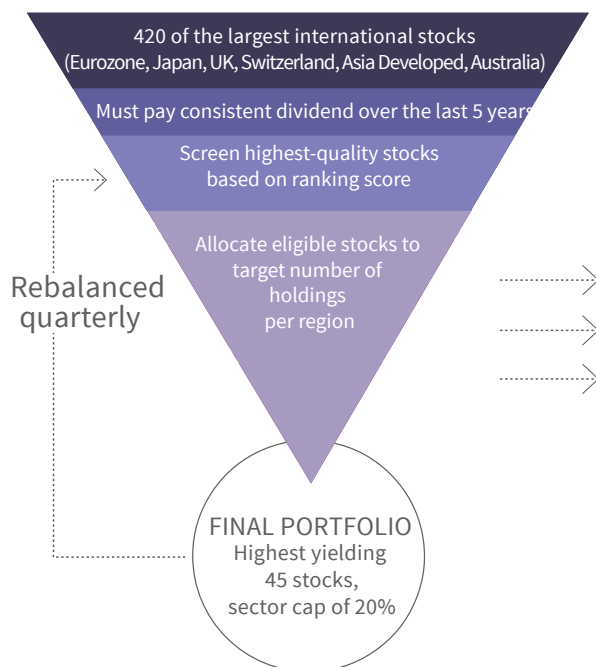 420 of the largest international stocks
(Eurozone, Japan, UK, Switzerland, Asia Developed, Australia)
Must pay consistent dividend over the last 5 years
Screen highest-quality stocks
based on ranking score
Allocate eligible stocks to
target number of
holdings
per region
Rebalanced
quarterly
FINAL PORTFOLIO
Highest yielding
45 stocks,
sector cap of 20%